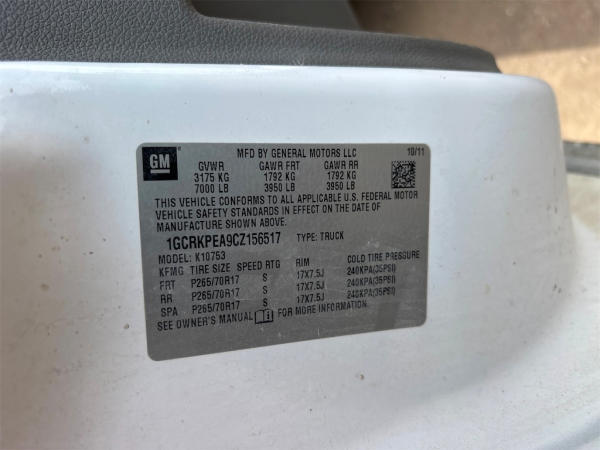 GM
MFD BY GENERAL MOTORS LLC 10/11
GVWR GAWR FRT GAWR RR
3175 KG 1792 KG 1792 KG
7000 LB 3950 LB 3950 LB
THIS VEHICLE CONFORMS TO ALL APPLICABLE U.S. FEDERAL MOTOR
VEHICLE SAFETY STANDARDS IN EFFECT ON THE DATE OF
MANUFACTURE SHOWN ABOVE.
1GCRKPEA9CZ156517 TYPE: TRUCK
MODEL: K10753
KFMG TIRE SIZE SPEED RTG RIM COLD TIRE PRESSURE
FRT P265/70R17 S 17X7.5J 240KPA(35PSI)
RR P265/70R17 S 17X7.5J 240KPA(35PSI)
SPA P265/70R17 S 17X7.5J 240KPA(35PSI)
SEE OWNER'S MANUAL FOR MORE INFORMATION.